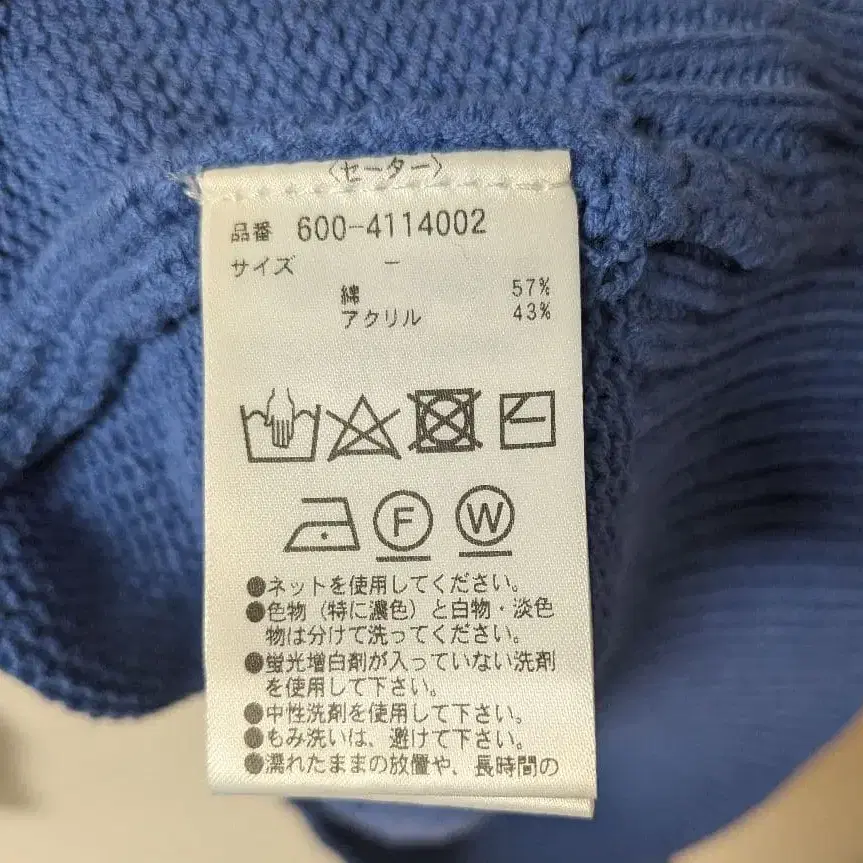 〈セーター〉
品番 600-4114002
サイズ －
綿 57%
アクリル 43%
F W
●ネットを使用してください。
●色物（特に濃色）と白物・淡色
物は分けて洗ってください。
●蛍光増白剤が入っていない洗剤
を使用して下さい。
●中性洗剤を使用して下さい。
●もみ洗いは、避けて下さい。
●濡れたままの放置や、長時間の